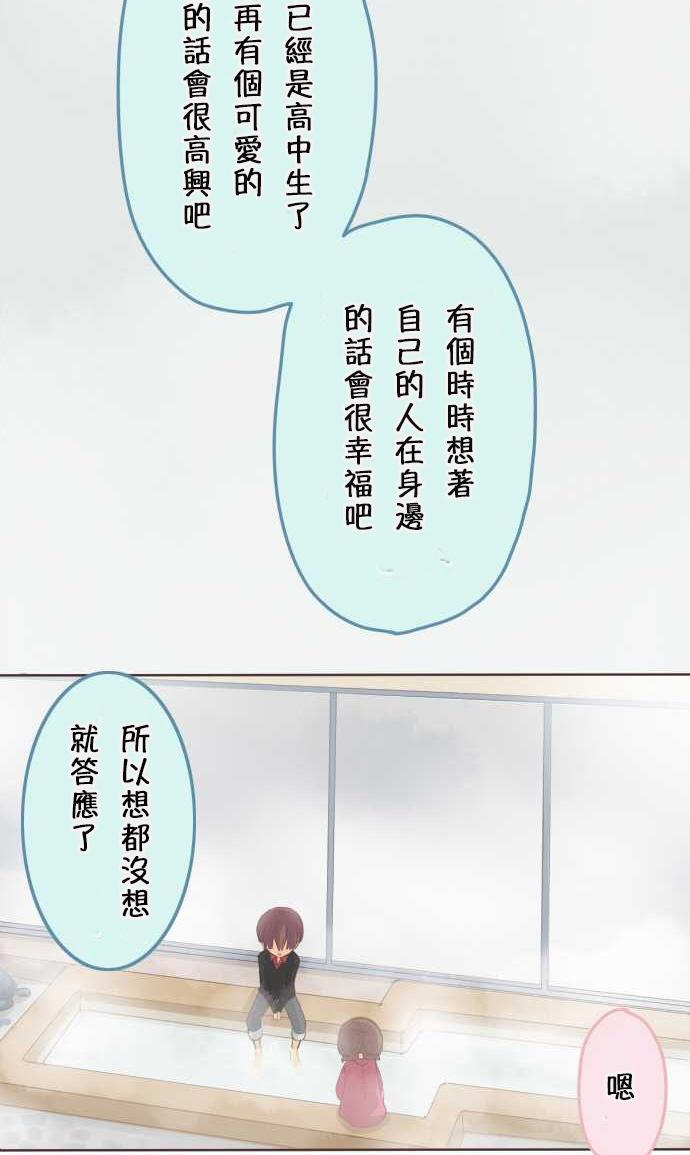 已經是高中生了
再有個可愛的
的話會很高興吧
有個時時想著
自己的人在身邊
的話會很幸福吧
所以想都沒想
就答應了
嗯